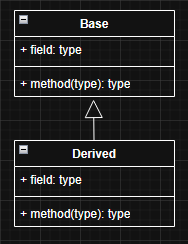 Base
+ field: type
+ method(type): type
Derived
+ field: type
+ method(type): type